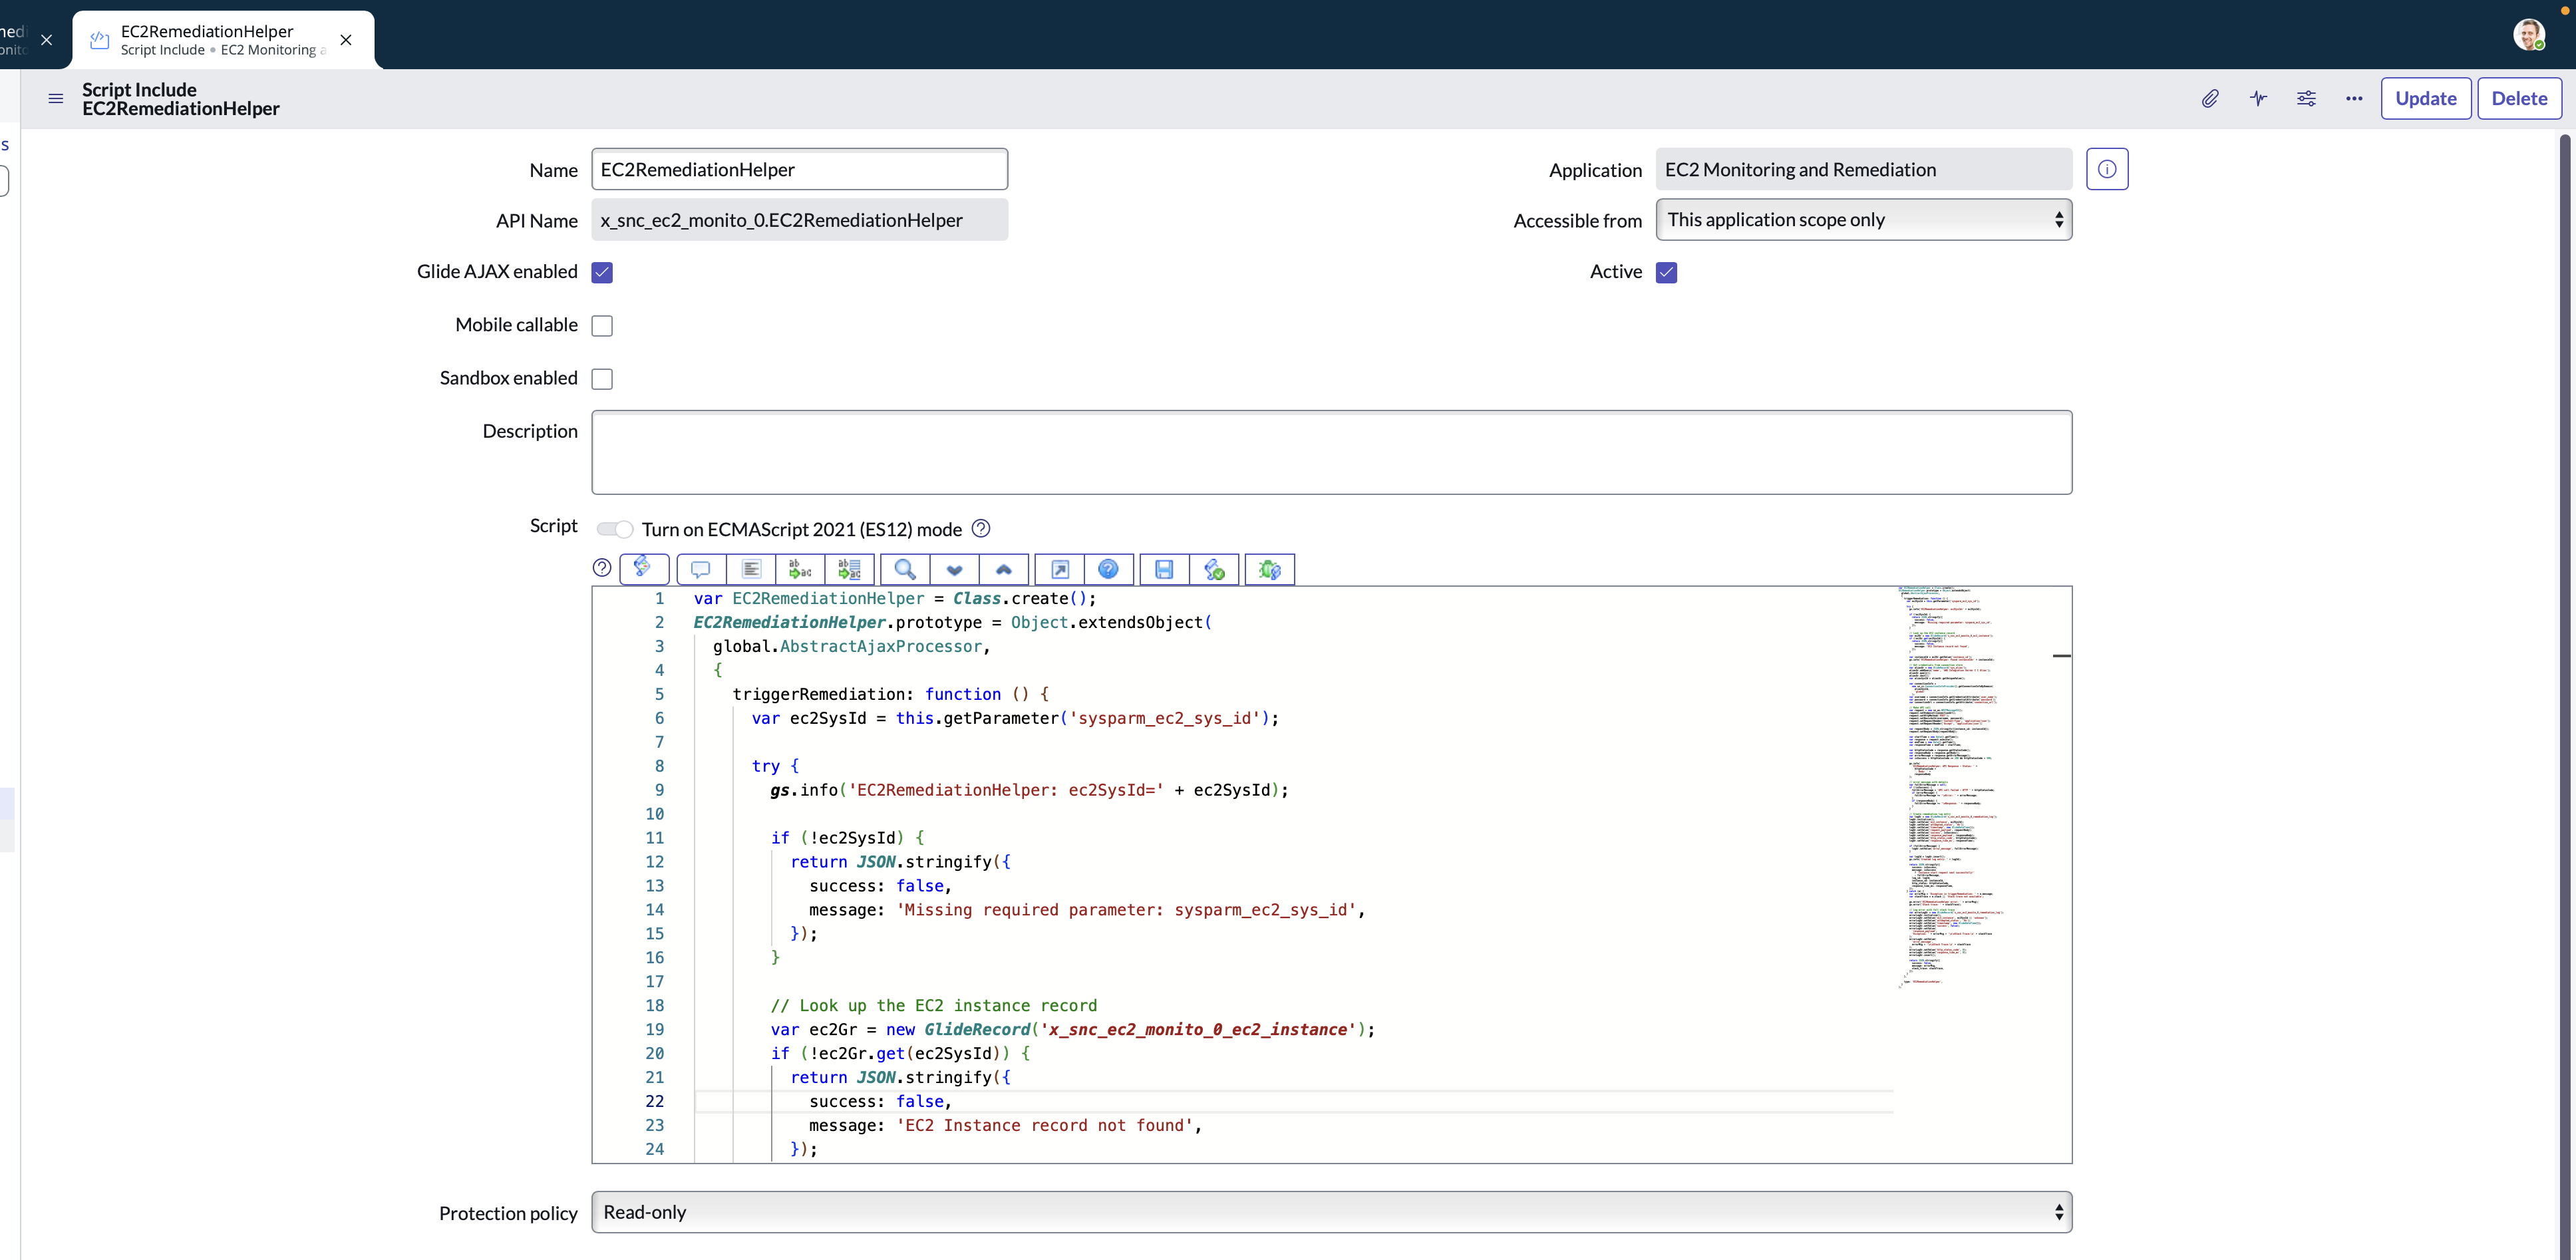 EC2RemediationHelper
Script Include • EC2 Monitoring a
Script Include
EC2RemediationHelper
Update
Delete
Name
EC2RemediationHelper
Application
EC2 Monitoring and Remediation
API Name
x_snc_ec2_monito_0.EC2RemediationHelper
Accessible from
This application scope only
Glide AJAX enabled
Active
Mobile callable
Sandbox enabled
Description
Script
Turn on ECMAScript 2021 (ES12) mode
1 var EC2RemediationHelper = Class.create();
2 EC2RemediationHelper.prototype = Object.extendsObject(
3 global.AbstractAjaxProcessor,
4 {
5 triggerRemediation: function () {
6 var ec2SysId = this.getParameter('sysparm_ec2_sys_id');
7
8 try {
9 gs.info('EC2RemediationHelper: ec2SysId=' + ec2SysId);
10
11 if (!ec2SysId) {
12 return JSON.stringify({
13 success: false,
14 message: 'Missing required parameter: sysparm_ec2_sys_id',
15 });
16 }
17
18 // Look up the EC2 instance record
19 var ec2Gr = new GlideRecord('x_snc_ec2_monito_0_ec2_instance');
20 if (!ec2Gr.get(ec2SysId)) {
21 return JSON.stringify({
22 success: false,
23 message: 'EC2 Instance record not found',
24 });
Protection policy
Read-only